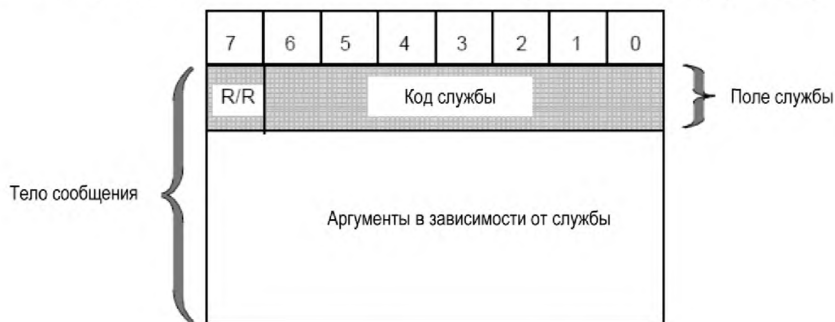 7 6 5 4 3 2 1 0
R/R Код службы Поле службы
Тело сообщения
Аргументы в зависимости от службы